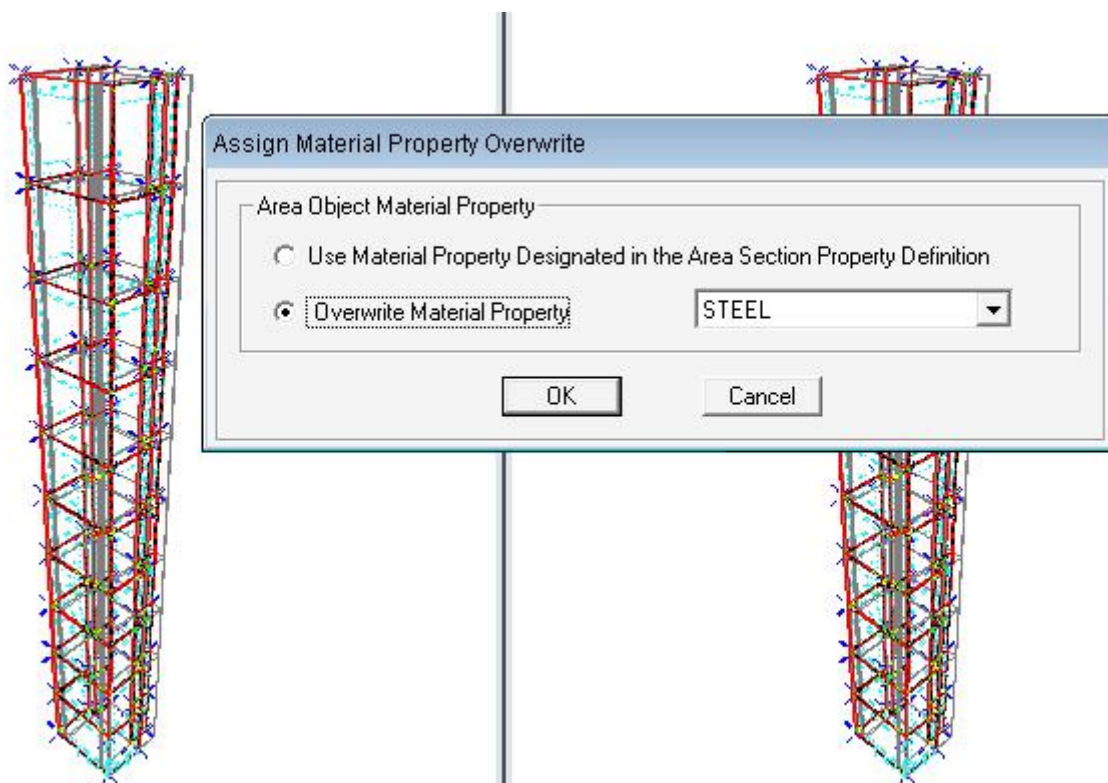 Assign Material Property Overwrite
Area Object Material Property
Use Material Property Designated in the Area Section Property Definition
Overwrite Material Property
STEEL
OK
Cancel